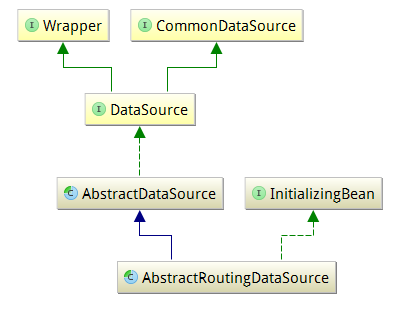 I Wrapper
I CommonDataSource
I DataSource
C AbstractDataSource
I InitializingBean
C AbstractRoutingDataSource